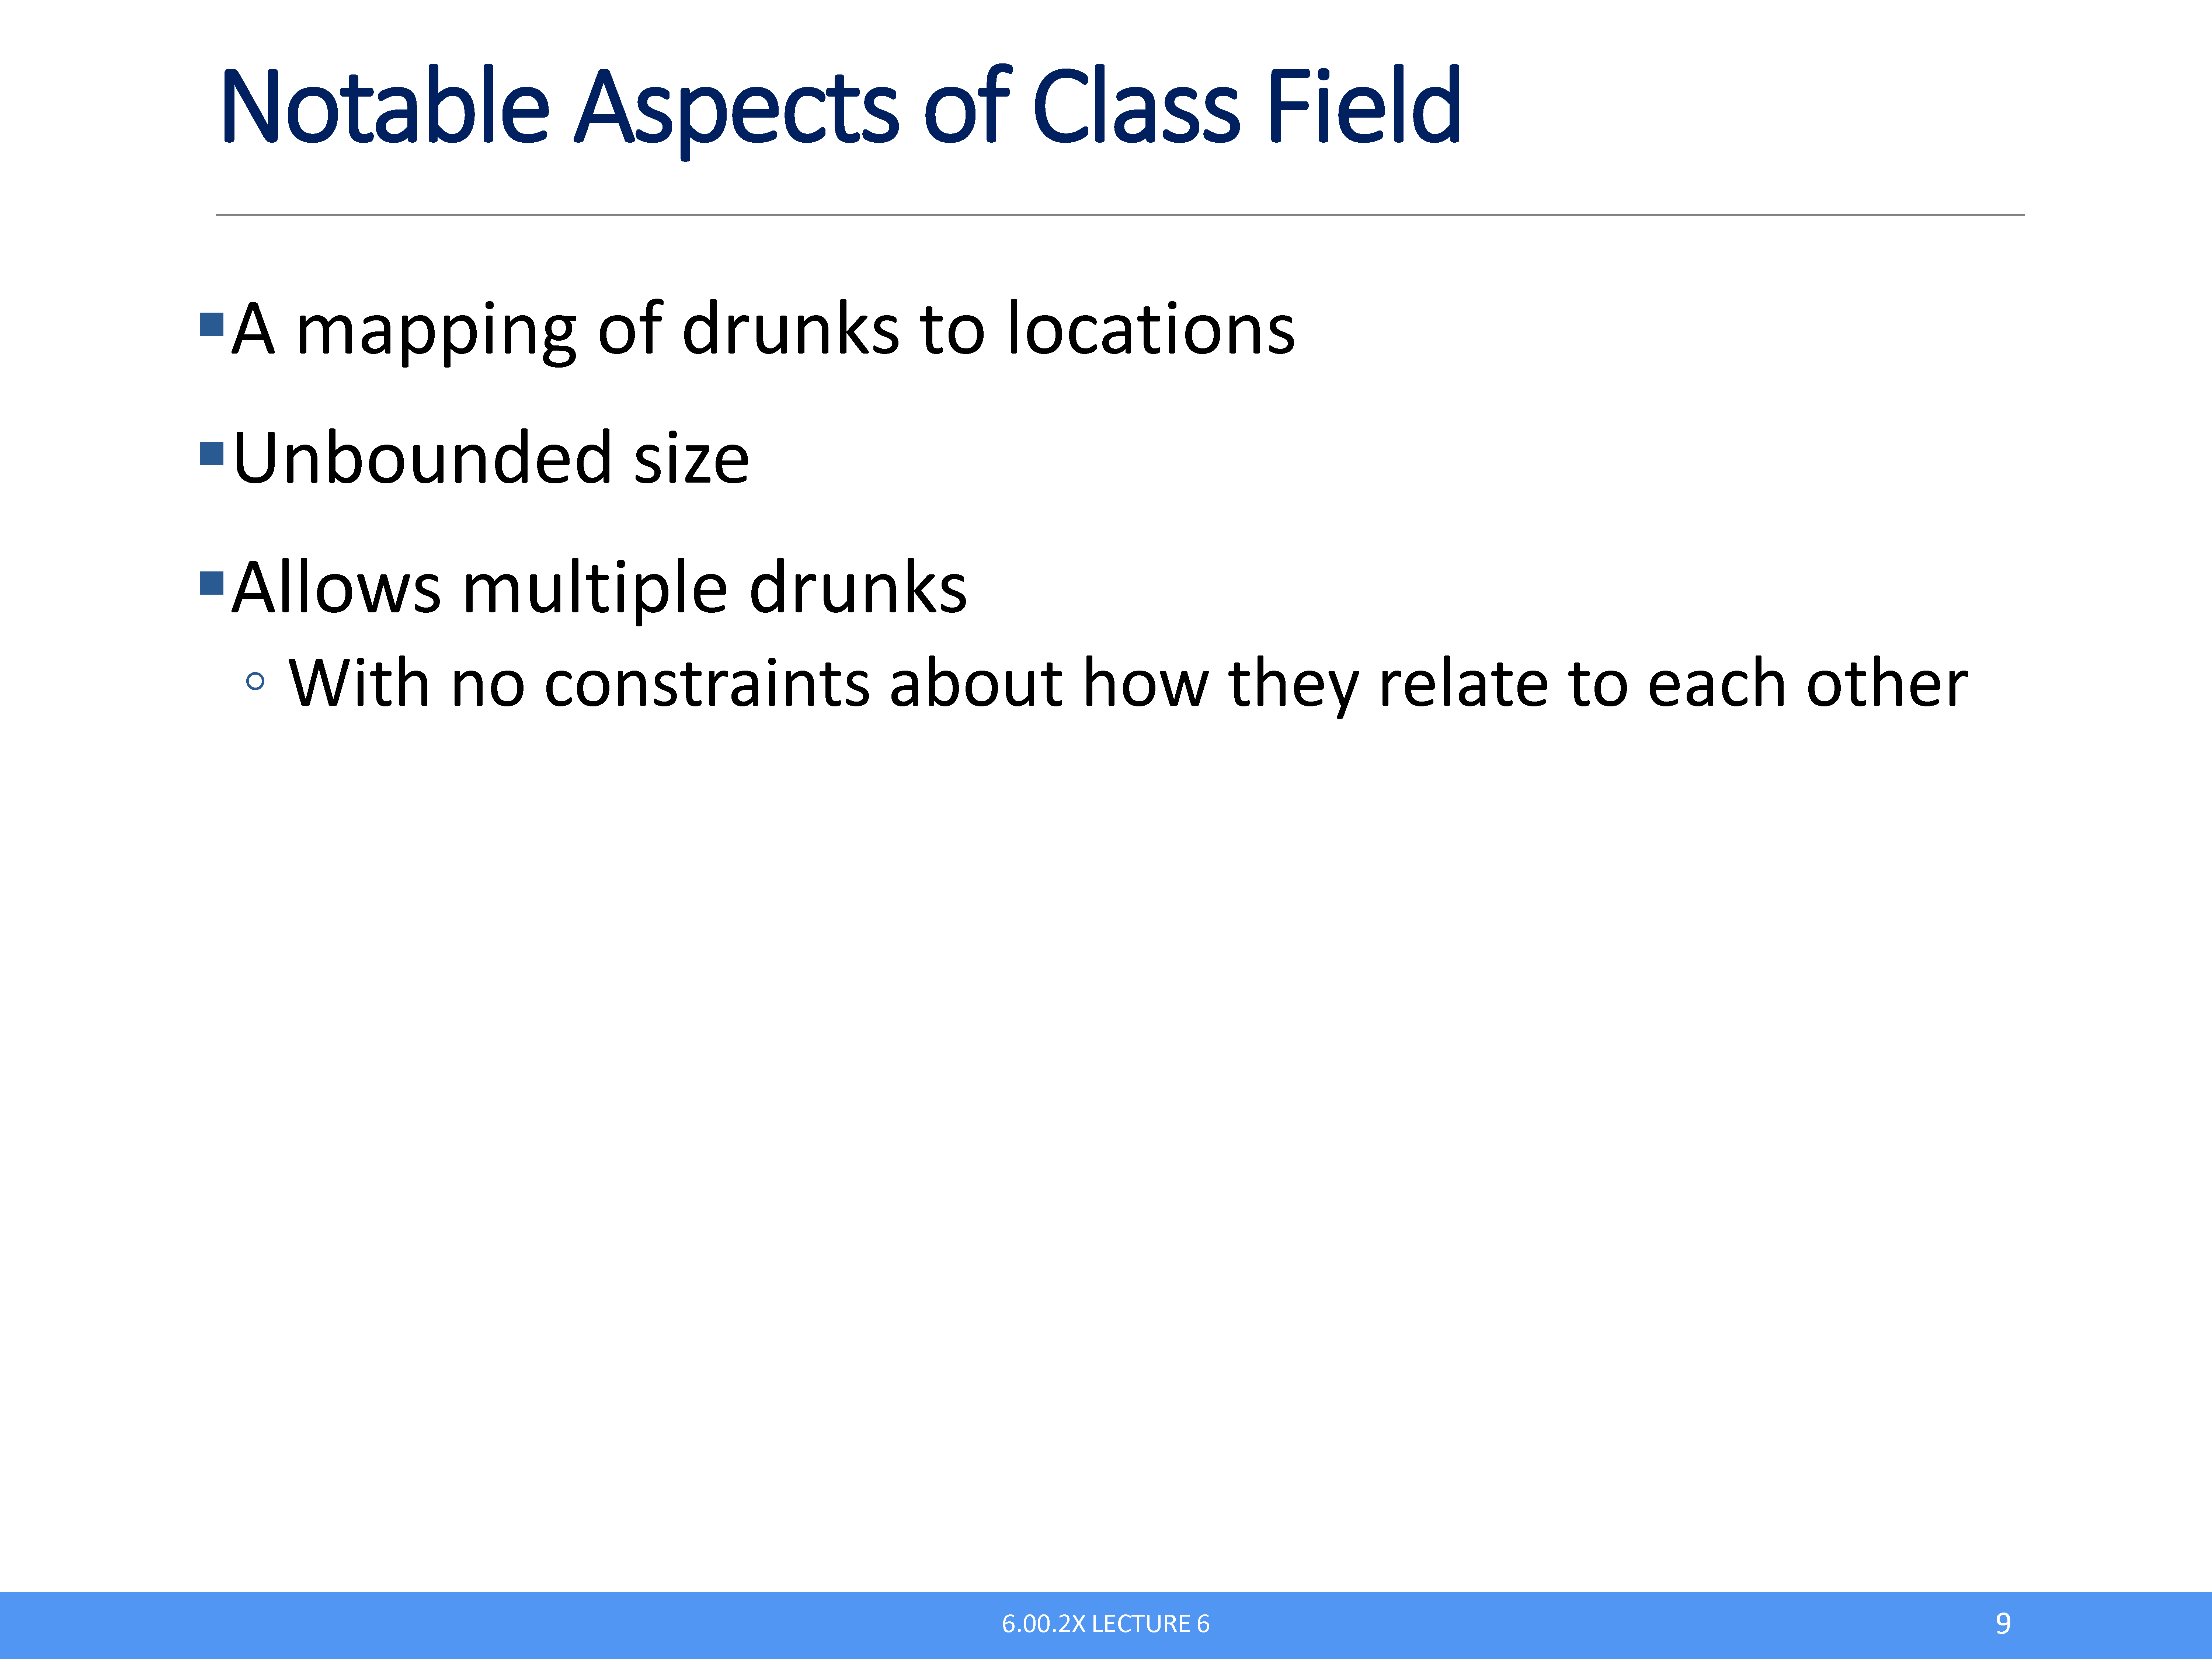 Notable Aspects of Class Field
▪A mapping of drunks to locations
▪Unbounded size
▪Allows multiple drunks
◦ With no constraints about how they relate to each other
6.00.2X LECTURE 6
9